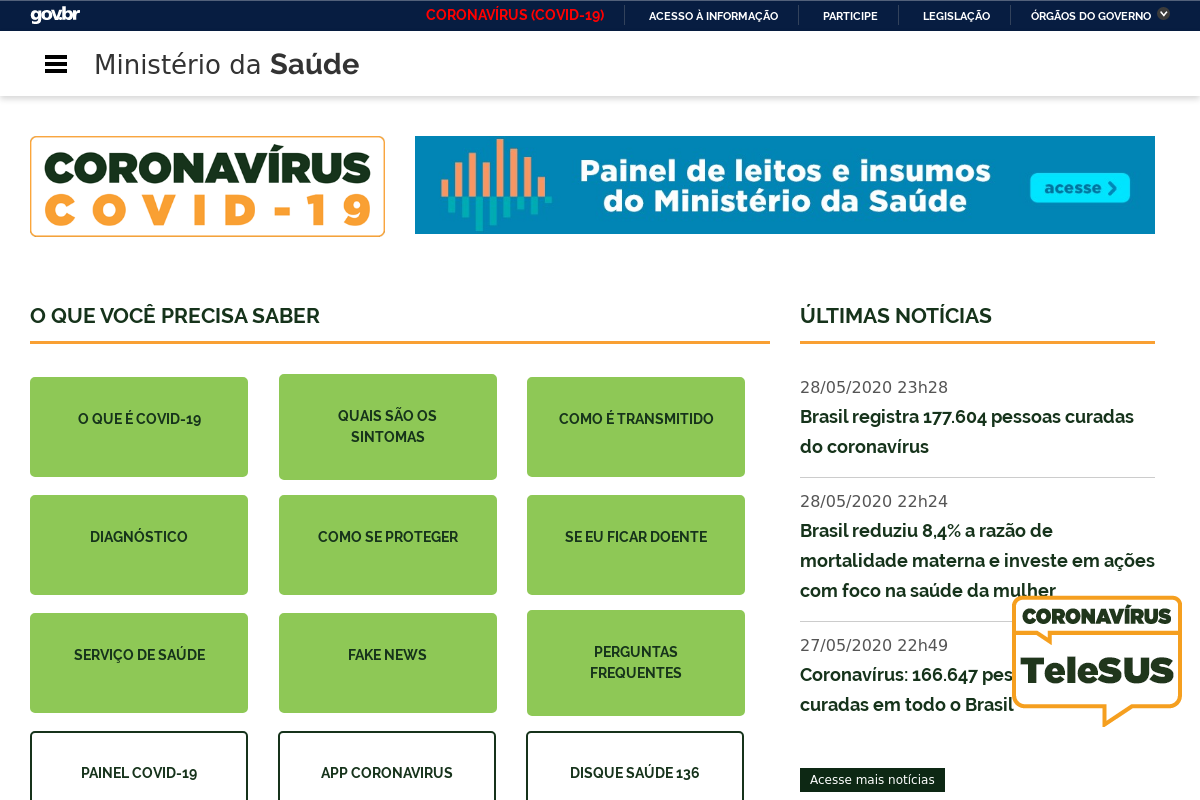 gov.br
CORONAVÍRUS (COVID-19)
ACESSO À INFORMAÇÃO
PARTICIPE
LEGISLAÇÃO
ÓRGÃOS DO GOVERNO
Ministério da Saúde
CORONAVÍRUS
COVID-19
Painel de leitos e insumos
do Ministério da Saúde
acesse
O QUE VOCÊ PRECISA SABER
O QUE É COVID-19
QUAIS SÃO OS
SINTOMAS
COMO É TRANSMITIDO
DIAGNÓSTICO
COMO SE PROTEGER
SE EU FICAR DOENTE
SERVIÇO DE SAÚDE
FAKE NEWS
PERGUNTAS
FREQUENTES
PAINEL COVID-19
APP CORONAVIRUS
DISQUE SAÚDE 136
ÚLTIMAS NOTÍCIAS
28/05/2020 23h28
Brasil registra 177.604 pessoas curadas
do coronavírus
28/05/2020 22h24
Brasil reduziu 8,4% a razão de
mortalidade materna e investe em ações
com foco na saúde da mulher
27/05/2020 22h49
Coronavírus: 166.647 pes
curadas em todo o Brasil
CORONAVÍRUS
TeleSUS
Acesse mais notícias